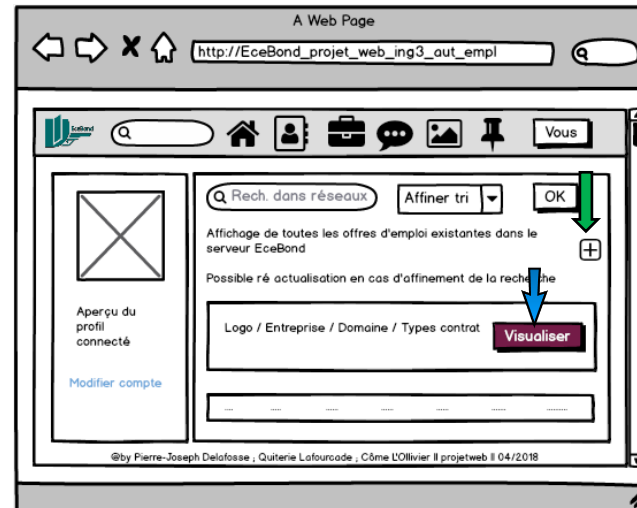 A Web Page
http://EceBond_projet_web_ing3_aut_empl
EceBond
Vous
Rech. dans réseaux
Affiner tri
OK
Affichage de toutes les offres d'emploi existantes dans le
serveur EceBond
Possible ré actualisation en cas d'affinement de la recherche
Aperçu du
profil
connecté
Modifier compte
Logo / Entreprise / Domaine / Types contrat
Visualiser
@by Pierre-Joseph Delafosse ; Quiterie Lafourcade ; Côme L'Ollivier II projetweb II 04/2018